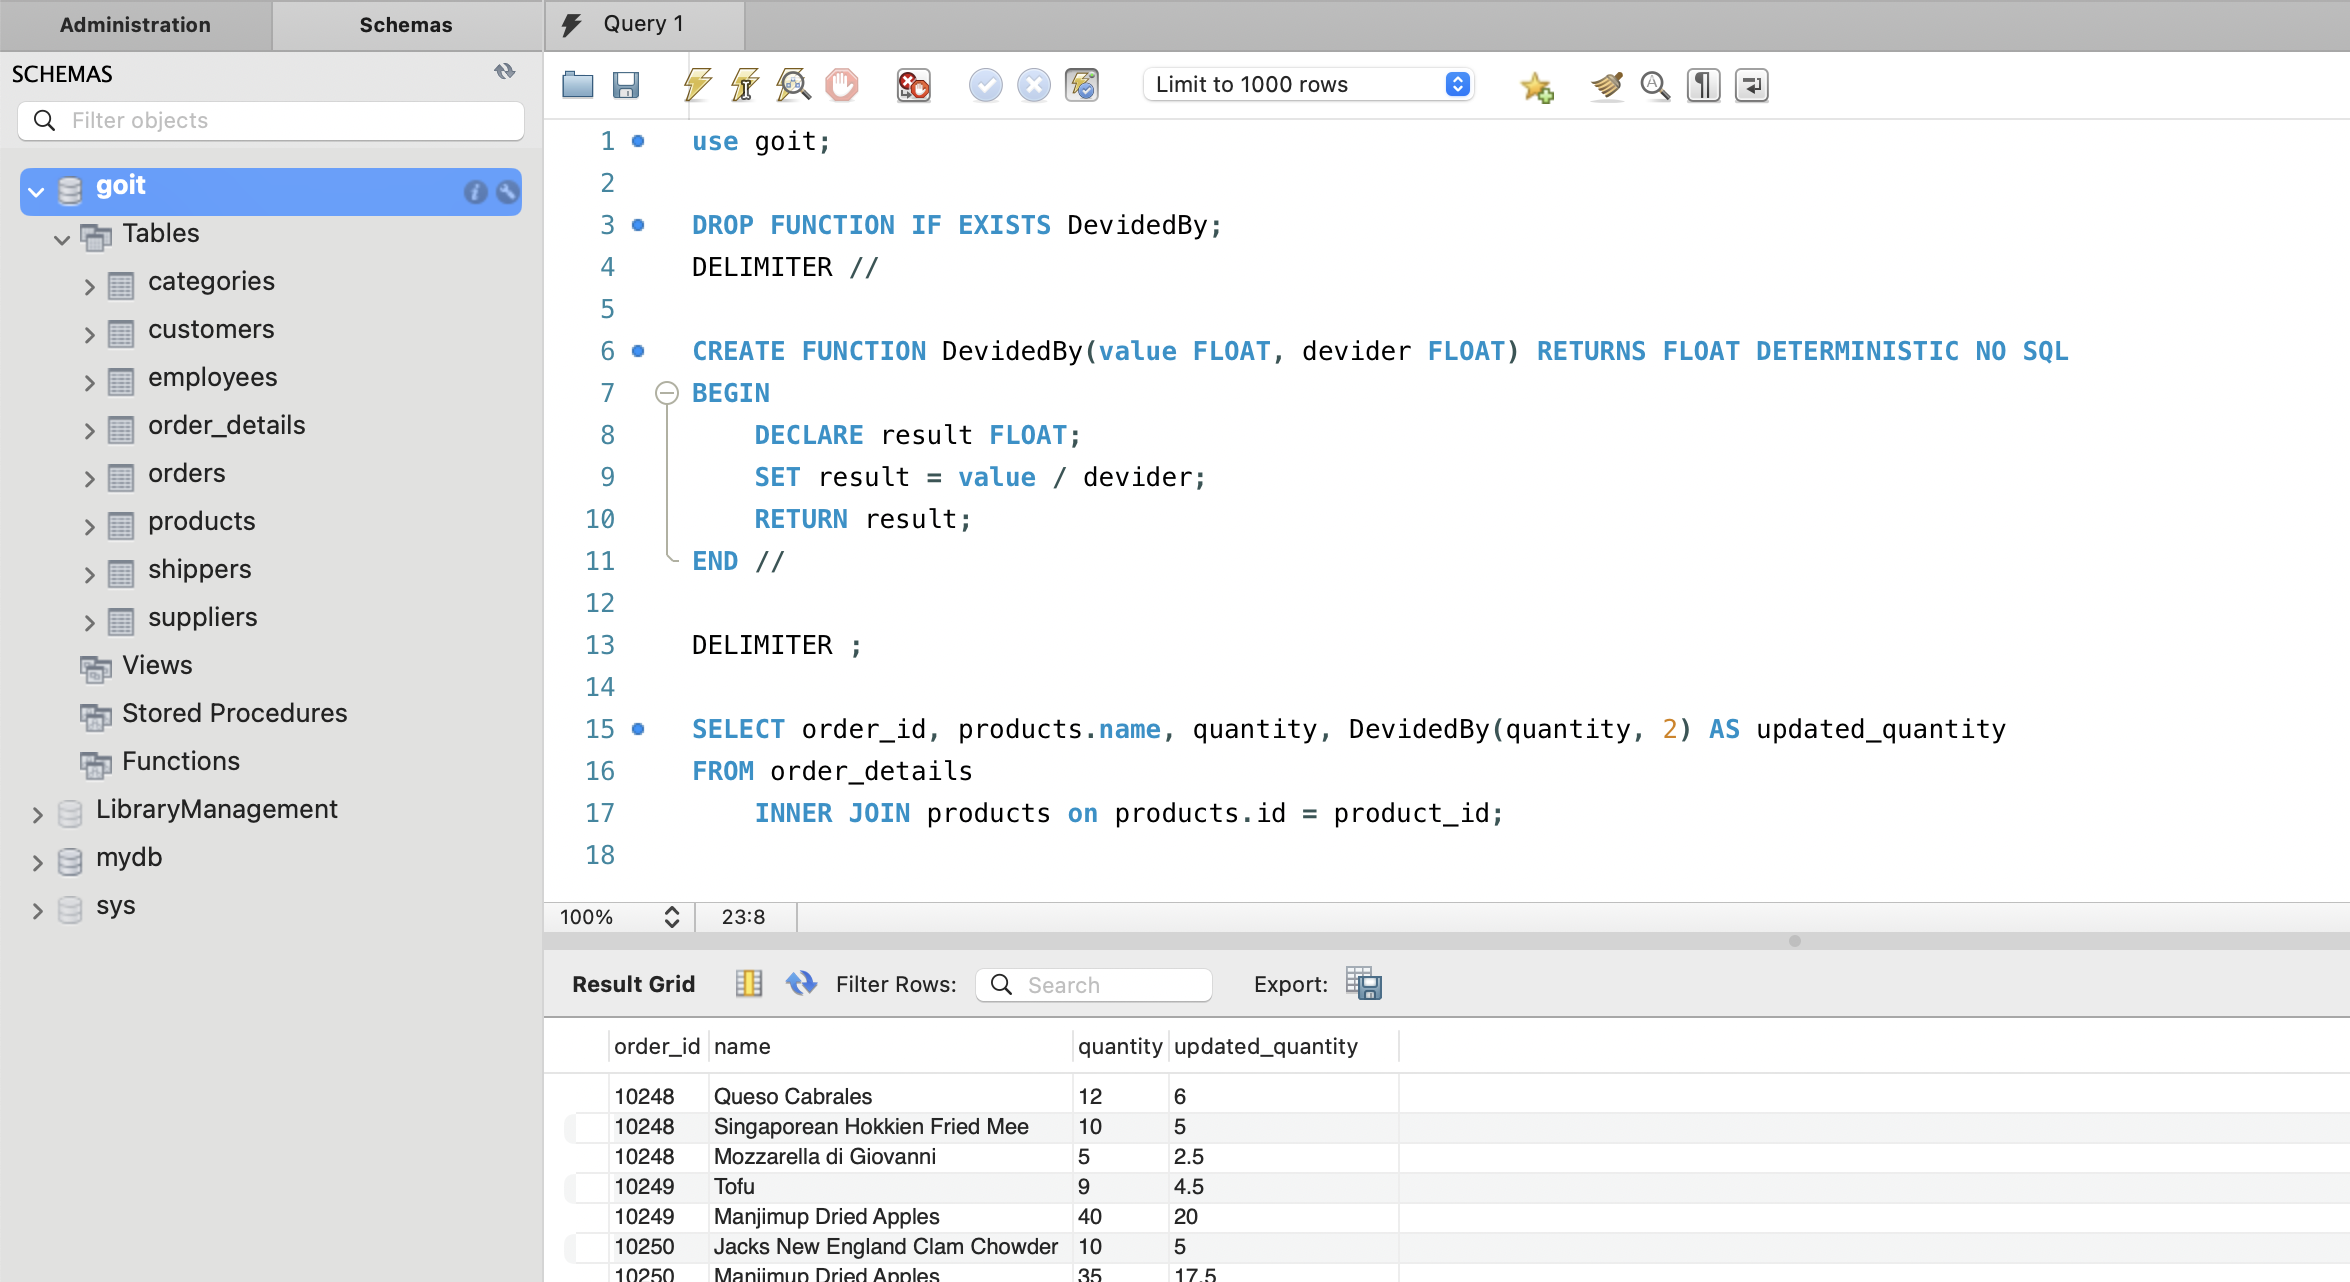 Administration
Schemas
Query 1
SCHEMAS
Filter objects
Limit to 1000 rows
goit
Tables
categories
customers
employees
order_details
orders
products
shippers
suppliers
Views
Stored Procedures
Functions
LibraryManagement
mydb
sys
1 use goit;
2
3 DROP FUNCTION IF EXISTS DevidedBy;
4 DELIMITER //
5
6 CREATE FUNCTION DevidedBy(value FLOAT, devider FLOAT) RETURNS FLOAT DETERMINISTIC NO SQL
7 BEGIN
8 DECLARE result FLOAT;
9 SET result = value / devider;
10 RETURN result;
11 END //
12
13 DELIMITER ;
14
15 SELECT order_id, products.name, quantity, DevidedBy(quantity, 2) AS updated_quantity
16 FROM order_details
17 INNER JOIN products on products.id = product_id;
18
100% 23:8
Result Grid Filter Rows: Search Export:
order_id name quantity updated_quantity
10248 Queso Cabrales 12 6
10248 Singaporean Hokkien Fried Mee 10 5
10248 Mozzarella di Giovanni 5 2.5
10249 Tofu 9 4.5
10249 Manjimup Dried Apples 40 20
10250 Jacks New England Clam Chowder 10 5
10250 Manjimup Dried Apples 35 17.5